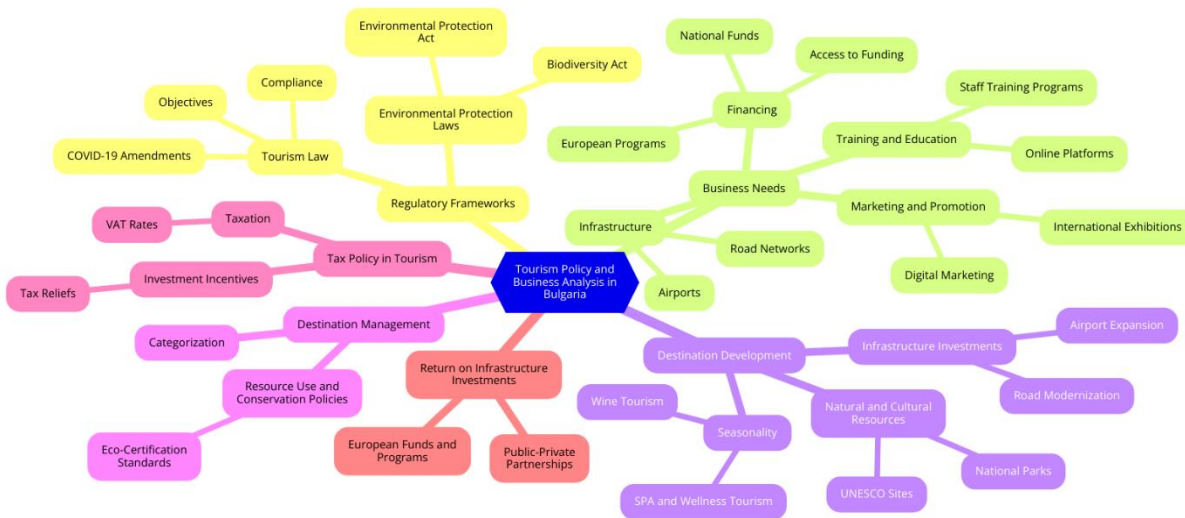 Tourism Policy and
Business Analysis in
Bulgaria
Regulatory Frameworks
Tourism Law
COVID-19 Amendments
Objectives
Compliance
Environmental Protection
Laws
Environmental Protection
Act
Biodiversity Act
Tax Policy in Tourism
Taxation
VAT Rates
Investment Incentives
Tax Reliefs
Destination Management
Categorization
Resource Use and
Conservation Policies
Eco-Certification
Standards
Return on Infrastructure
Investments
European Funds and
Programs
Public-Private
Partnerships
Business Needs
Financing
National Funds
Access to Funding
European Programs
Training and Education
Staff Training Programs
Online Platforms
Marketing and Promotion
International Exhibitions
Digital Marketing
Infrastructure
Road Networks
Airports
Destination Development
Infrastructure Investments
Airport Expansion
Road Modernization
Natural and Cultural
Resources
National Parks
UNESCO Sites
Seasonality
Wine Tourism
SPA and Wellness Tourism